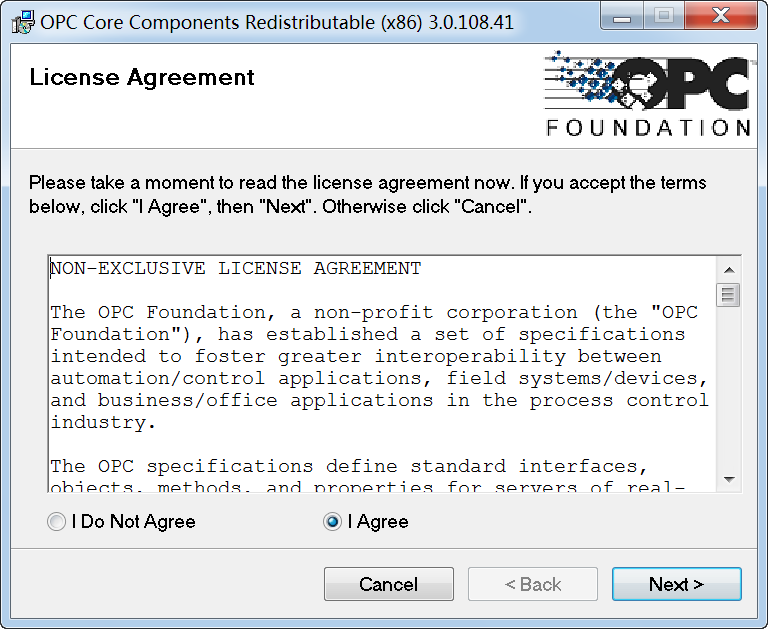 OPC Core Components Redistributable (x86) 3.0.108.41
License Agreement
OPC
FOUNDATION
Please take a moment to read the license agreement now. If you accept the terms
below, click "I Agree", then "Next". Otherwise click "Cancel".
NON-EXCLUSIVE LICENSE AGREEMENT
The OPC Foundation, a non-profit corporation (the "OPC
Foundation"), has established a set of specifications
intended to foster greater interoperability between
automation/control applications, field systems/devices,
and business/office applications in the process control
industry.
The OPC specifications define standard interfaces,
objects, methods, and properties for servers of real-
I Do Not Agree
I Agree
Cancel
< Back
Next >